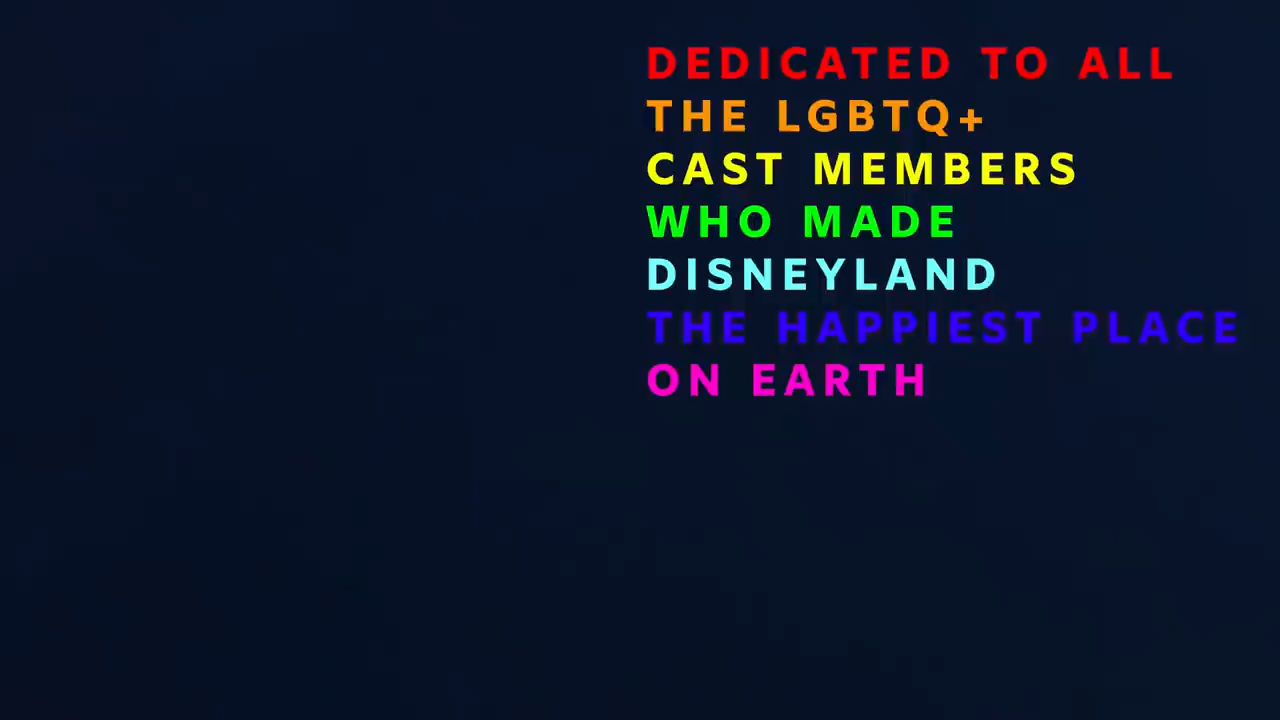 DEDICATED TO ALL
THE LGBTQ+
CAST MEMBERS
WHO MADE
DISNEYLAND
THE HAPPIEST PLACE
ON EARTH